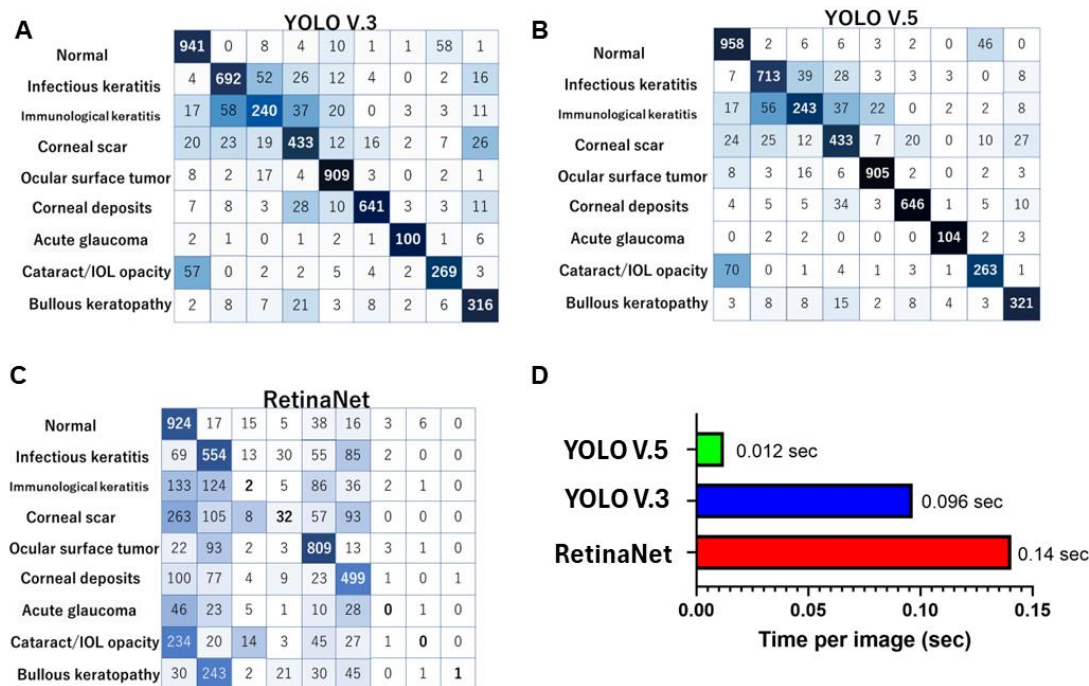 A
YOLO V.3
Normal 941 0 8 4 10 1 1 58 1
Infectious keratitis 4 692 52 26 12 4 0 2 16
Immunological keratitis 17 58 240 37 20 0 3 3 11
Corneal scar 20 23 19 433 12 16 2 7 26
Ocular surface tumor 8 2 17 4 909 3 0 2 1
Corneal deposits 7 8 3 28 10 641 3 3 11
Acute glaucoma 2 1 0 1 2 1 100 1 6
Cataract/IOL opacity 57 0 2 2 2 5 4 2 269 3
Bullous keratopathy 2 8 7 21 3 8 2 6 316
B
YOLO V.5
Normal 958 2 6 6 3 2 0 46 0
Infectious keratitis 7 713 39 28 3 3 3 0 8
Immunological keratitis 17 56 243 37 22 0 2 2 8
Corneal scar 24 25 12 433 7 20 0 10 27
Ocular surface tumor 8 3 16 6 905 2 0 2 3
Corneal deposits 4 5 5 34 3 646 1 5 10
Acute glaucoma 0 2 2 0 0 0 104 2 3
Cataract/IOL opacity 70 0 1 4 1 3 1 263 1
Bullous keratopathy 3 8 8 15 2 8 4 3 321
C
RetinaNet
Normal 924 17 15 5 38 16 3 6 0
Infectious keratitis 69 554 13 30 55 85 2 0 0
Immunological keratitis 133 124 2 5 86 36 2 1 0
Corneal scar 263 105 8 32 57 93 0 0 0
Ocular surface tumor 22 93 2 3 809 13 3 1 0
Corneal deposits 100 77 4 9 23 499 1 0 1
Acute glaucoma 46 23 5 1 10 28 0 1 0
Cataract/IOL opacity 234 20 14 3 45 27 1 0 0
Bullous keratopathy 30 243 2 21 30 45 0 1 1
D
YOLO V.5 0.012 sec
YOLO V.3 0.096 sec
RetinaNet 0.14 sec
0.00 0.05 0.10 0.15
Time per image (sec)